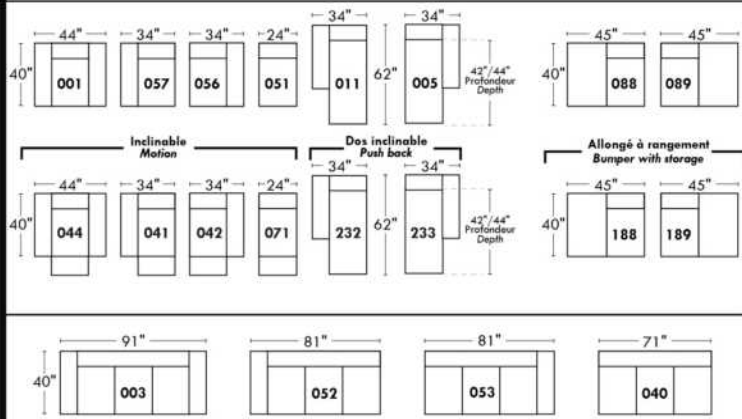 44" 34" 34" 24" 34" 34" 45" 45"
40" 001 057 056 051 011 62" 005 42"/44" Profondeur Depth 40" 088 089
Inclinable
Motion
Dos inclinable
Push back
Allongé à rangement
Bumper with storage
44" 34" 34" 24" 34" 34" 45" 45"
40" 044 041 042 071 232 62" 233 42"/44" Profondeur Depth 40" 188 189
91" 81" 81" 71"
40" 003 052 053 040